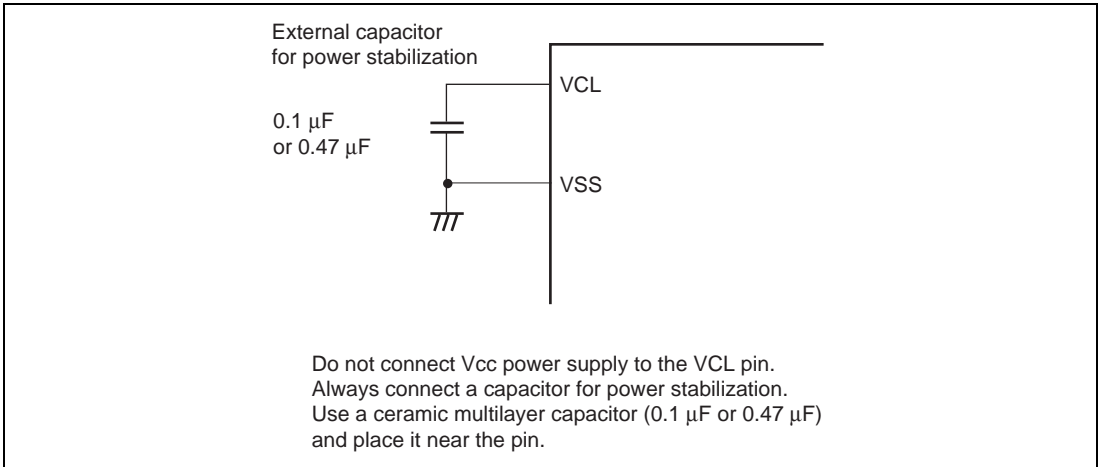 External capacitor
for power stabilization
VCL
0.1 μF
or 0.47 μF
VSS
Do not connect Vcc power supply to the VCL pin.
Always connect a capacitor for power stabilization.
Use a ceramic multilayer capacitor (0.1 μF or 0.47 μF)
and place it near the pin.